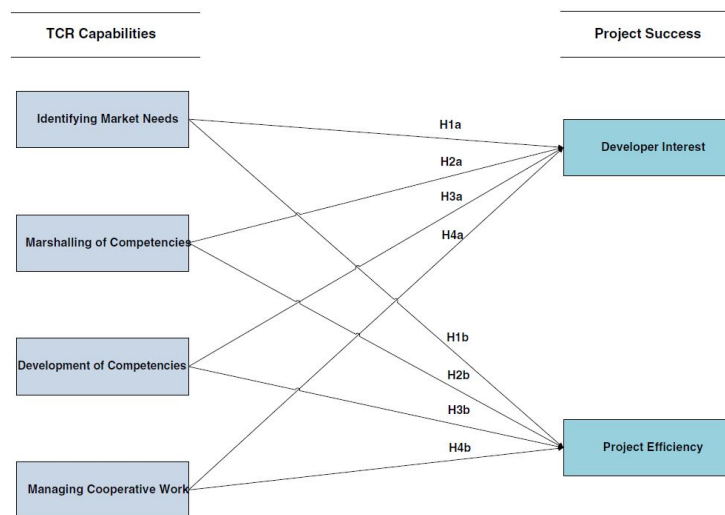 TCR Capabilities
Project Success
Identifying Market Needs
H1a
Developer Interest
H2a
H3a
Marshalling of Competencies
H4a
H1b
Development of Competencies
H2b
H3b
H4b
Project Efficiency
Managing Cooperative Work